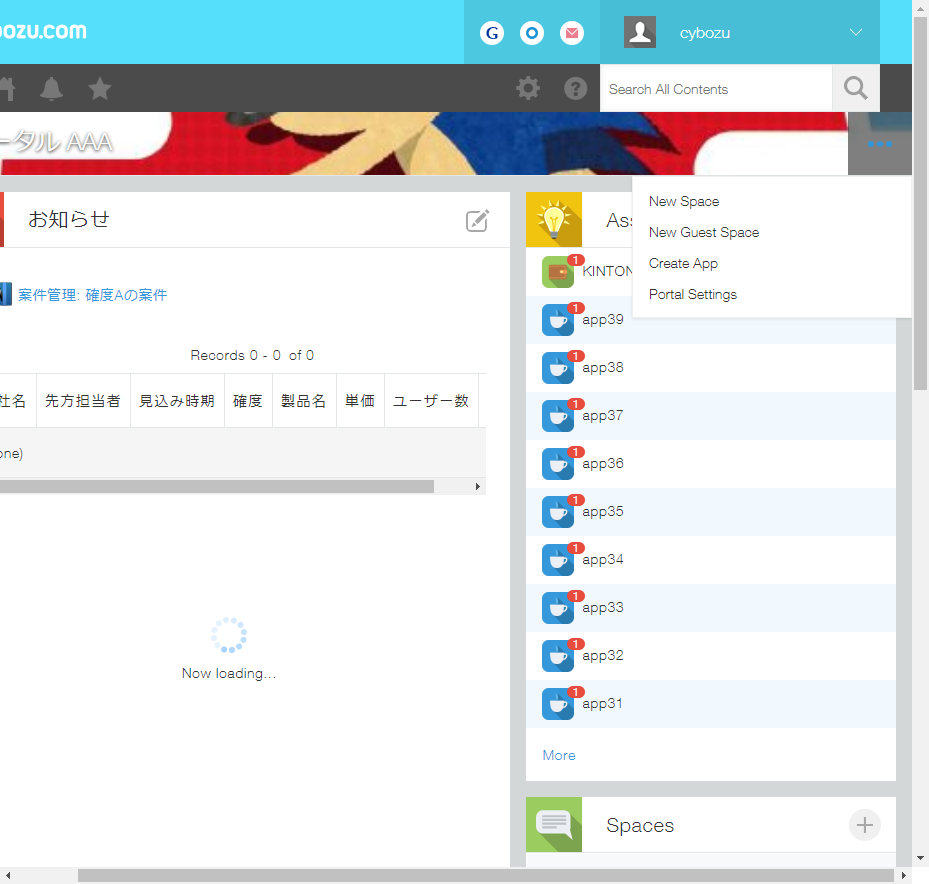 ozu.com
G
cybozu
Search All Contents
ータル AAA
New Space
New Guest Space
Create App
Portal Settings
お知らせ
案件管理: 確度Aの案件
Records 0 - 0 of 0
社名 先方担当者 見込み時期 確度 製品名 単価 ユーザー数
one)
Now loading...
Ass
1
KINTON
1
app39
1
app38
1
app37
1
app36
1
app35
1
app34
1
app33
1
app32
1
app31
More
Spaces